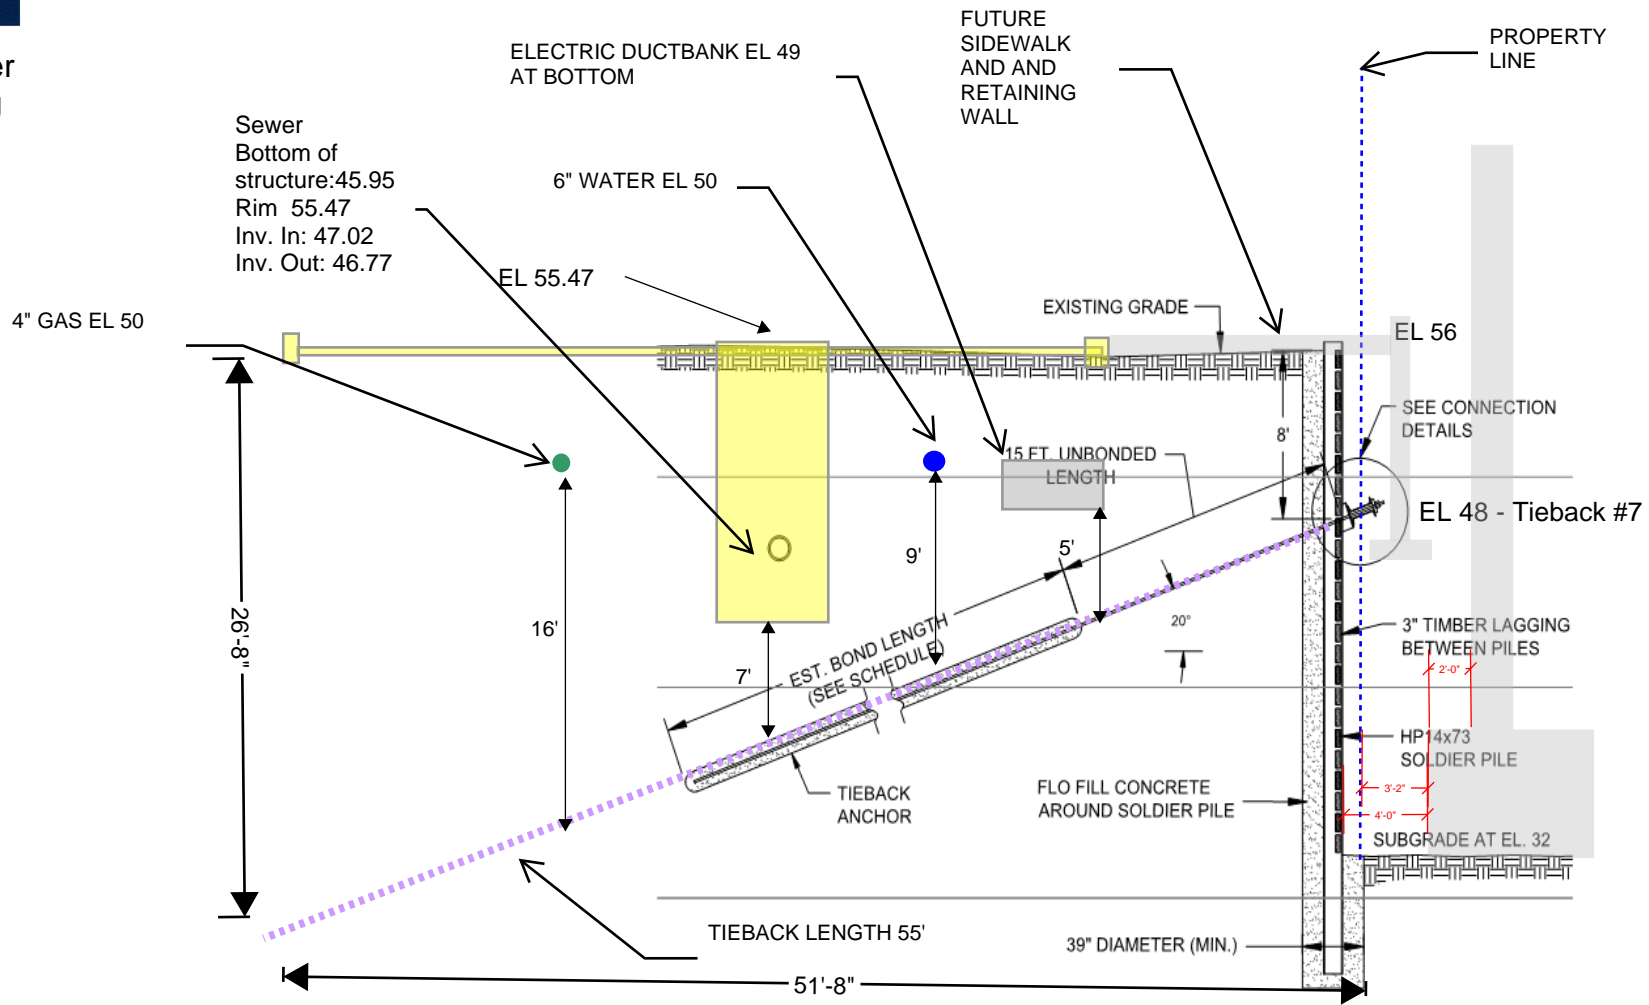 er
FUTURE
SIDEWALK
AND AND
RETAINING
WALL
PROPERTY
LINE
ELECTRIC DUCTBANK EL 49
AT BOTTOM
Sewer
Bottom of
structure:45.95
Rim 55.47
Inv. In: 47.02
Inv. Out: 46.77
6" WATER EL 50
EL 55.47
4" GAS EL 50
EXISTING GRADE
EL 56
SEE CONNECTION
DETAILS
8'
15 FT. UNBONDED
LENGTH
EL 48 - Tieback #7
9'
5'
26'-8"
16'
20°
EST. BOND LENGTH
(SEE SCHEDULE)
7'
3" TIMBER LAGGING
BETWEEN PILES
2'-0"
HP14x73
SOLDIER PILE
TIEBACK
ANCHOR
FLO FILL CONCRETE
AROUND SOLDIER PILE
3'-2"
4'-0"
SUBGRADE AT EL. 32
TIEBACK LENGTH 55'
39" DIAMETER (MIN.)
51'-8"